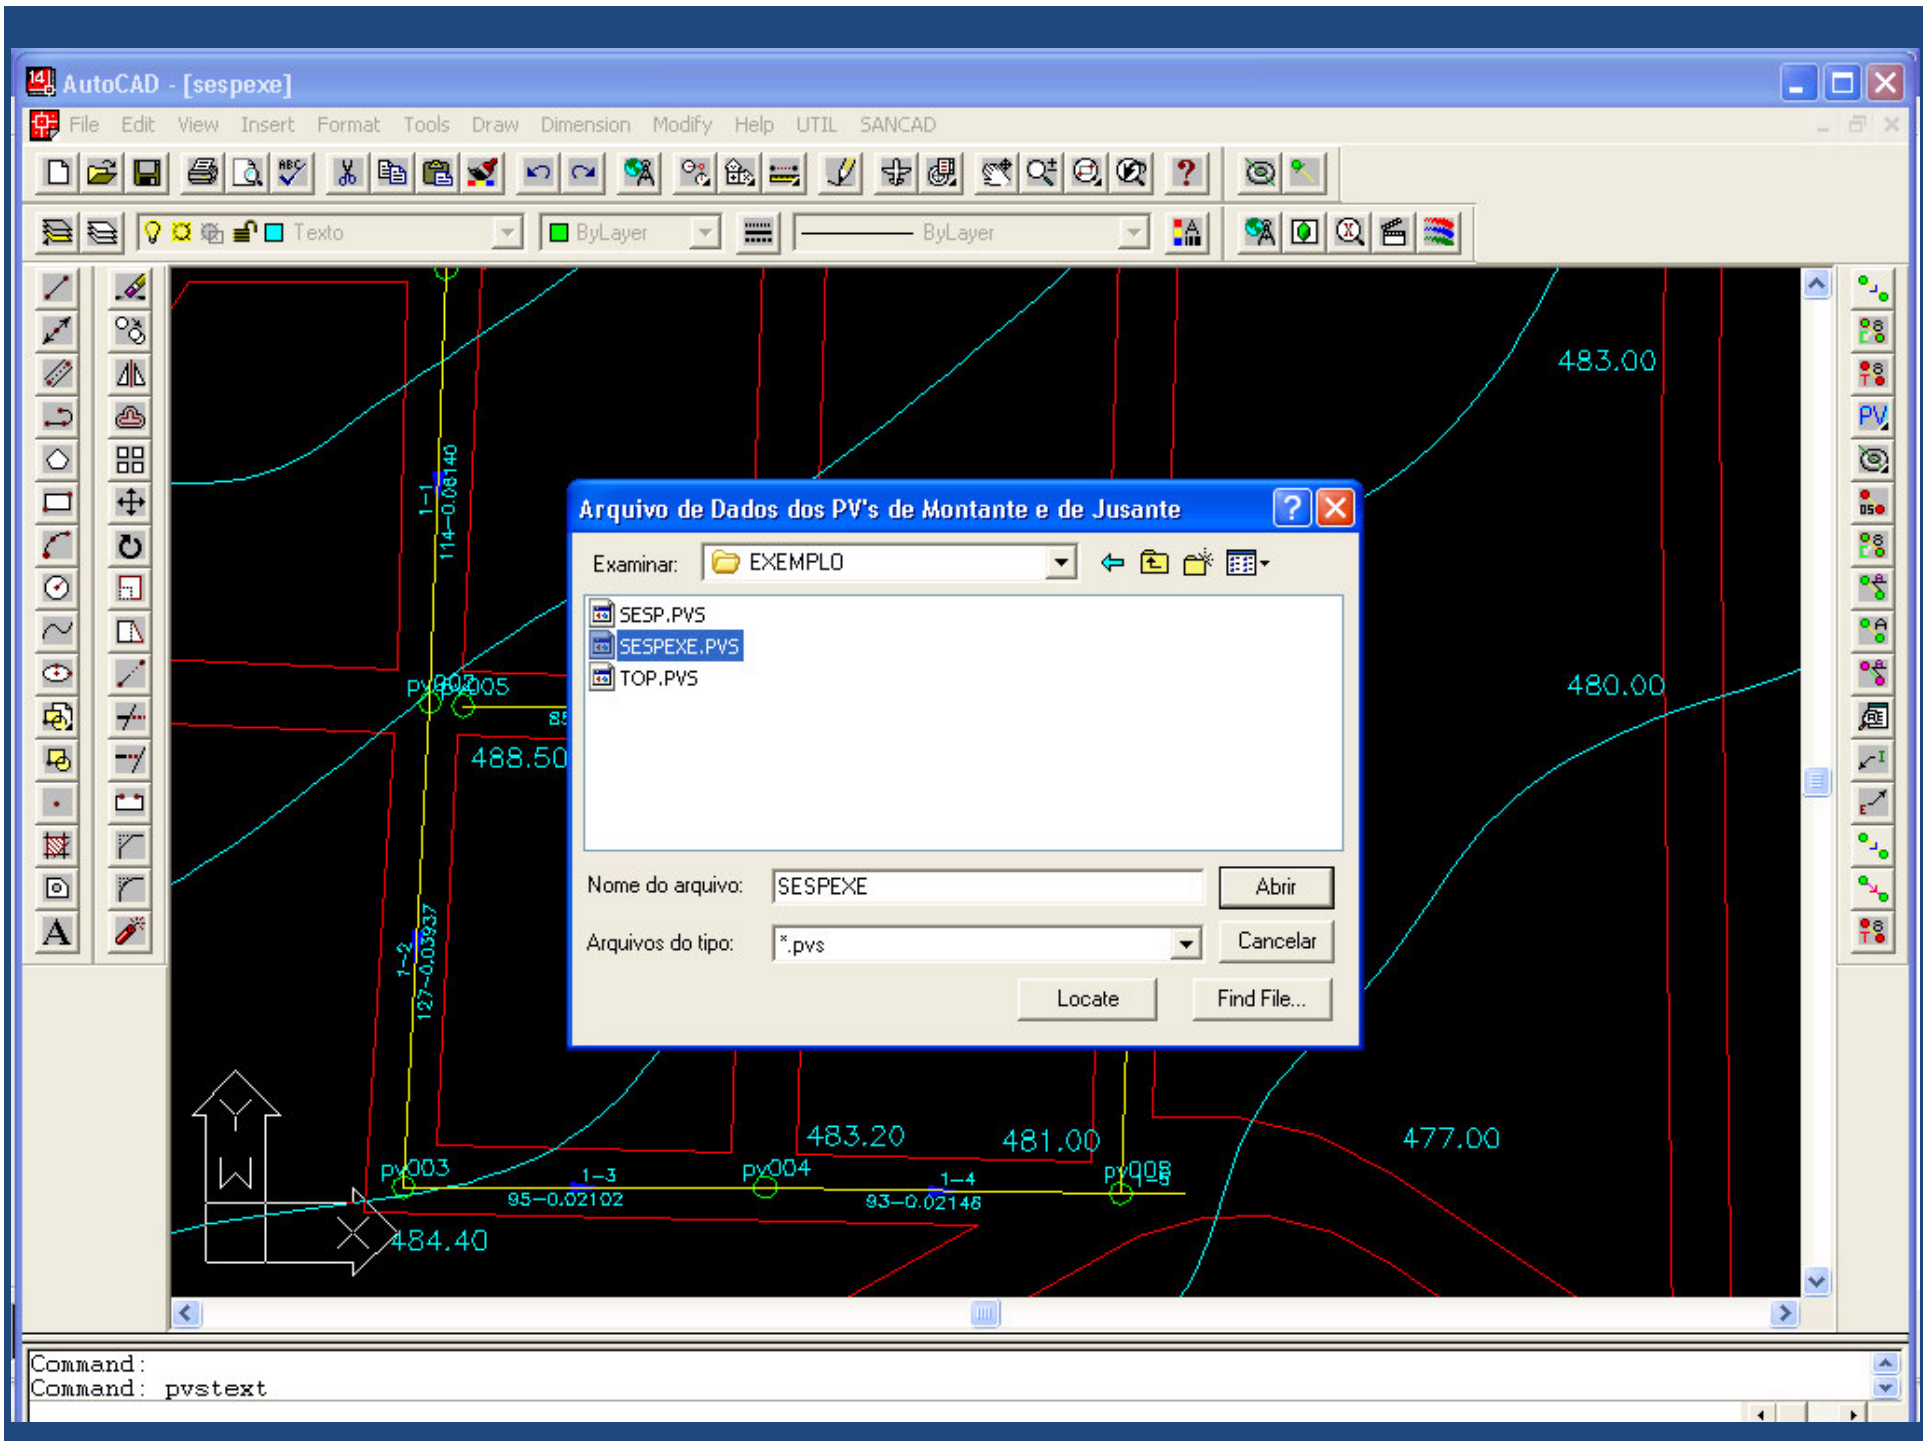 AutoCAD - [sespexe]
File Edit View Insert Format Tools Draw Dimension Modify Help UTIL SANCAD
Texto ByLayer ByLayer
483.00
1-1
114-0.08140
Arquivo de Dados dos PV's de Montante e de Jusante
Examinar: EXEMPLO
SESP.PVS
SESPEXE.PVS
TOP.PVS
480.00
488.50
Nome do arquivo: SESPEXE Abrir
Arquivos do tipo: *.pvs Cancelar
Locate Find File...
1-2
127-0.03937
483.20 481.00 477.00
pv003 1-3 pv004 1-4
95-0.02102 93-0.02146
484.40
Y
W
X
PV
A
Command:
Command: pvstext